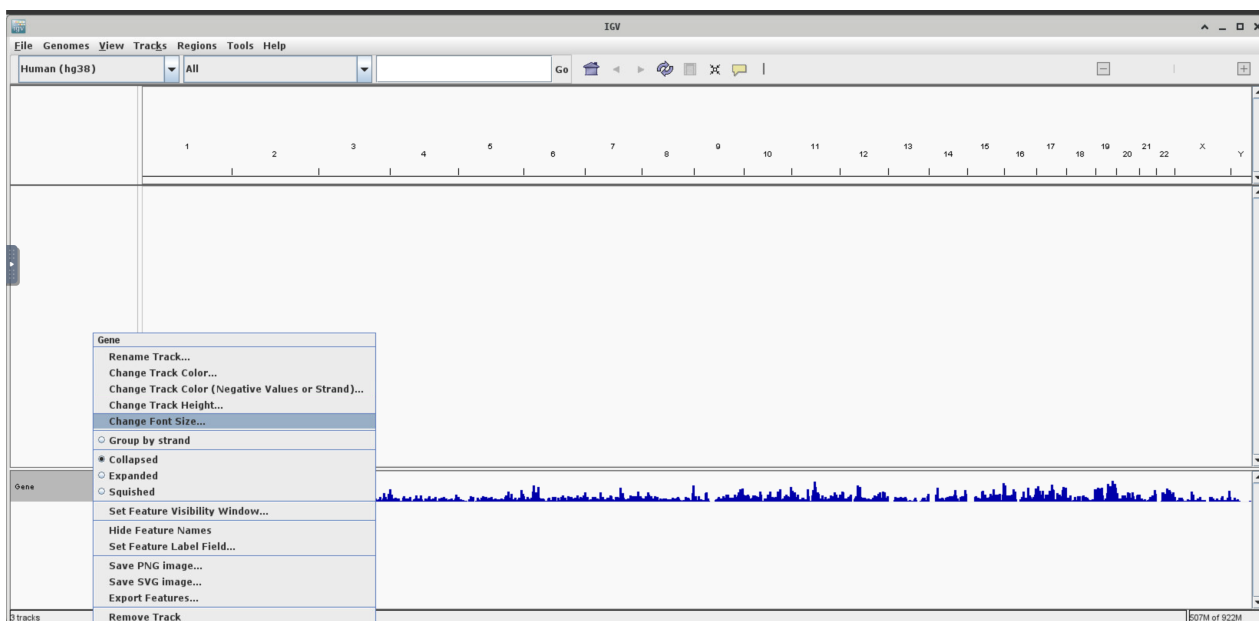 IGV
File Genomes View Tracks Regions Tools Help
Human (hg38) All Go
1 2 3 4 5 6 7 8 9 10 11 12 13 14 15 16 17 18 19 20 21 22 X Y
Gene
Rename Track...
Change Track Color...
Change Track Color (Negative Values or Strand)...
Change Track Height...
Change Font Size...
Group by strand
Collapsed
Expanded
Gene
Squished
Set Feature Visibility Window...
Hide Feature Names
Set Feature Label Field...
Save PNG image...
Save SVG image...
Export Features...
3 tracks Remove Track 507M of 922M